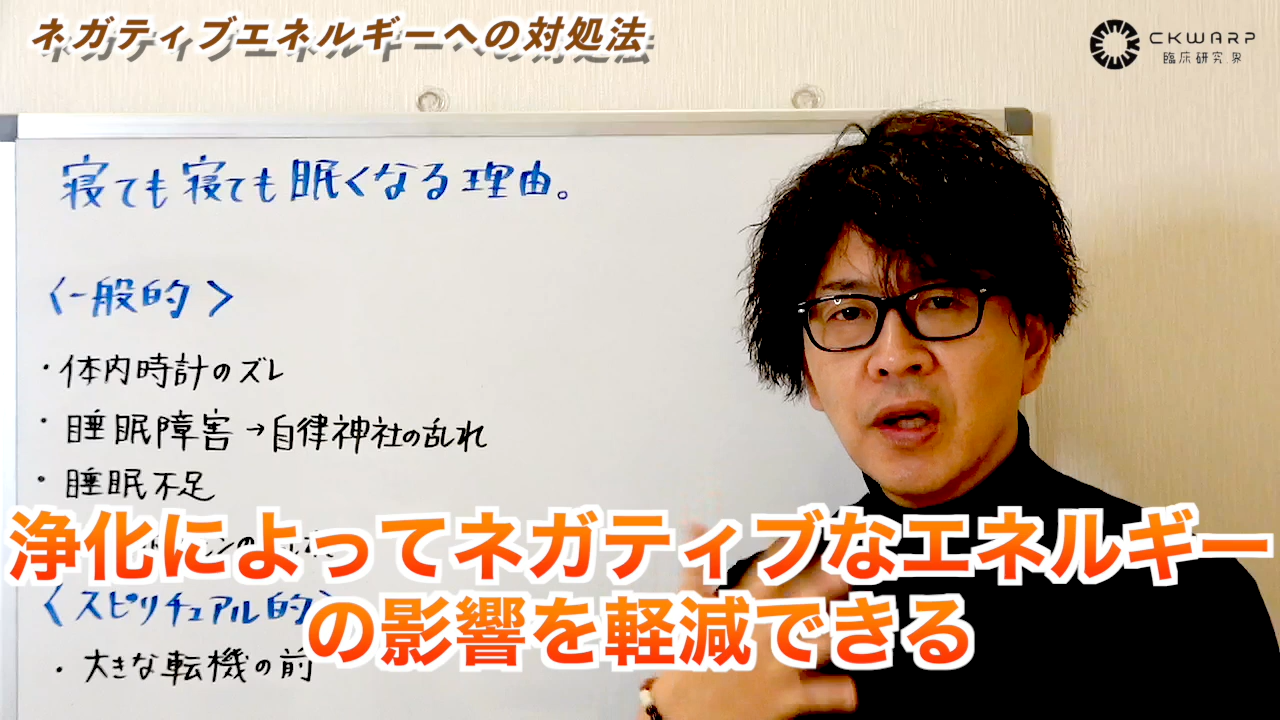 ネガティブエネルギーへの対処法
CKWARP
臨床研究.界
寝ても寝ても眠くなる理由。
〈一般的〉
・体内時計のズレ
・睡眠障害→自律神社の乱れ
・睡眠不足
浄化によってネガティブなエネルギー
の影響を軽減できる
〈スピリチュアル的〉
・大きな転機の前